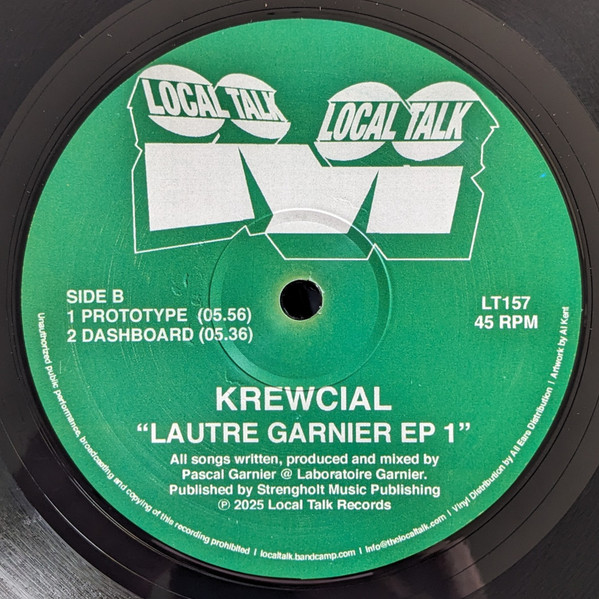 LOCAL TALK
LOCAL TALK
SIDE B
1 PROTOTYPE (05.56)
2 DASHBOARD (05.36)
LT157
45 RPM
KREWCIAL
“LAUTRE GARNIER EP 1”
All songs written, produced and mixed by
Pascal Garnier @ Laboratoire Garnier.
Published by Strengholt Music Publishing
℗ 2025 Local Talk Records
Unauthorized public performance, broadcasting and copying of this recording prohibited I localtalk.bandcamp.com I info@thelocaltalk.com I Vinyl Distribution by All Ears Distribution I Artwork by Al Kent